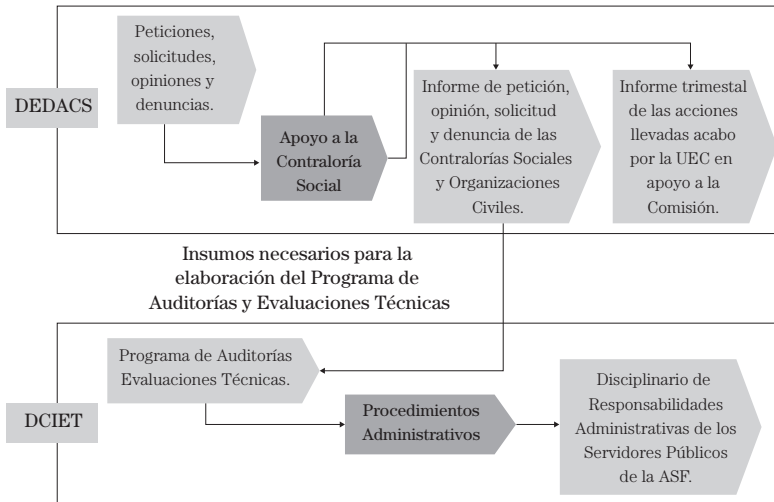 DEDACS
Peticiones,
solicitudes,
opiniones y
denuncias.
Apoyo a la
Contraloría
Social
Informe de petición,
opinión, solicitud
y denuncia de las
Contralorías Sociales
y Organizaciones
Civiles.
Informe trimestal
de las acciones
llevadas acabo
por la UEC en
apoyo a la
Comisión.
Insumos necesarios para la
elaboración del Programa de
Auditorías y Evaluaciones Técnicas
DCIET
Programa de Auditorías
Evaluaciones Técnicas.
Procedimientos
Administrativos
Disciplinario de
Responsabilidades
Administrativas de los
Servidores Públicos
de la ASF.